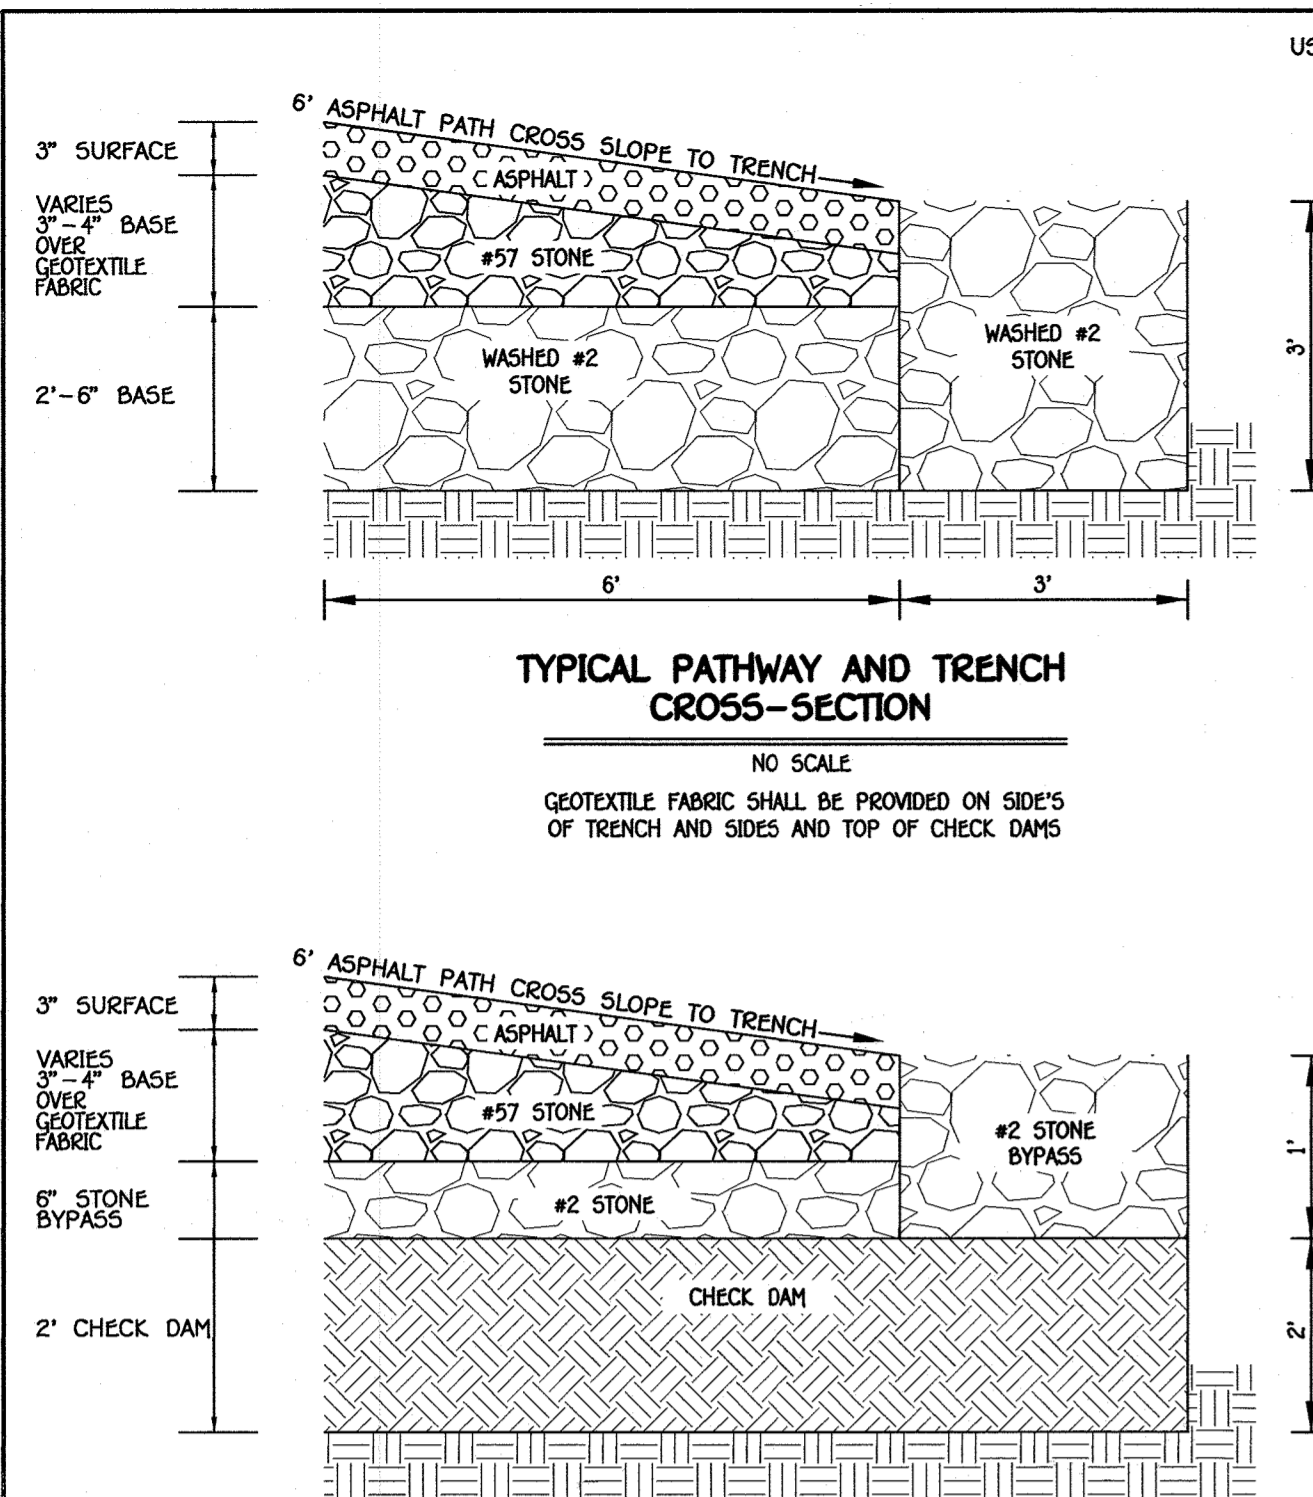 US
6' ASPHALT PATH CROSS SLOPE TO TRENCH
3" SURFACE
ASPHALT
VARIES
3"-4" BASE
OVER
GEOTEXTILE
FABRIC
#57 STONE
WASHED #2
STONE
WASHED #2
STONE
3'
2'-6" BASE
6'
3'
TYPICAL PATHWAY AND TRENCH
CROSS-SECTION
NO SCALE
GEOTEXTILE FABRIC SHALL BE PROVIDED ON SIDE'S
OF TRENCH AND SIDES AND TOP OF CHECK DAMS
6' ASPHALT PATH CROSS SLOPE TO TRENCH
3" SURFACE
ASPHALT
VARIES
3"-4" BASE
OVER
GEOTEXTILE
FABRIC
#57 STONE
#2 STONE
BYPASS
1'
6" STONE
BYPASS
#2 STONE
CHECK DAM
2' CHECK DAM
2'